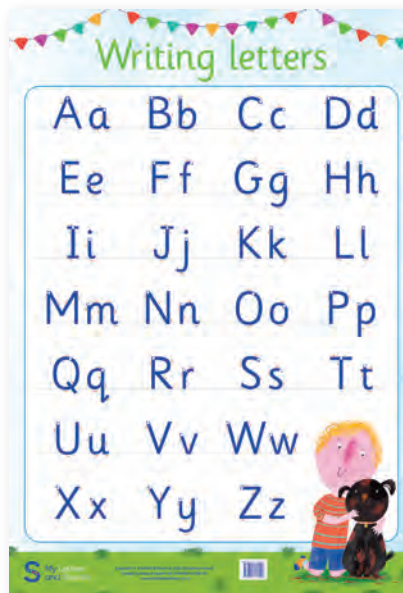 Writing letters
Aa Bb Cc Dd
Ee Ff Gg Hh
Ii Jj Kk Ll
Mm Nn Oo Pp
Qq Rr Ss Tt
Uu Vv Ww
Xx Yy Zz
S